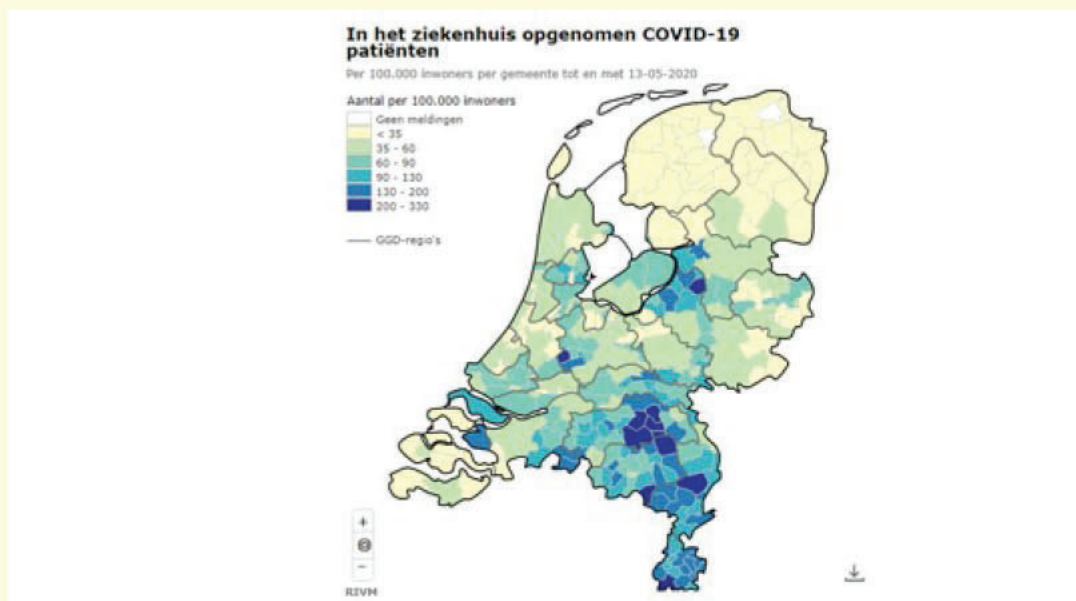 In het ziekenhuis opgenomen COVID-19
patiënten
Per 100.000 inwoners per gemeente tot en met 13-05-2020
Aantal per 100.000 inwoners
Geen meldingen
< 35
35 - 60
60 - 90
90 - 130
130 - 200
200 - 330
GGD-regio's
+
−
RIVM